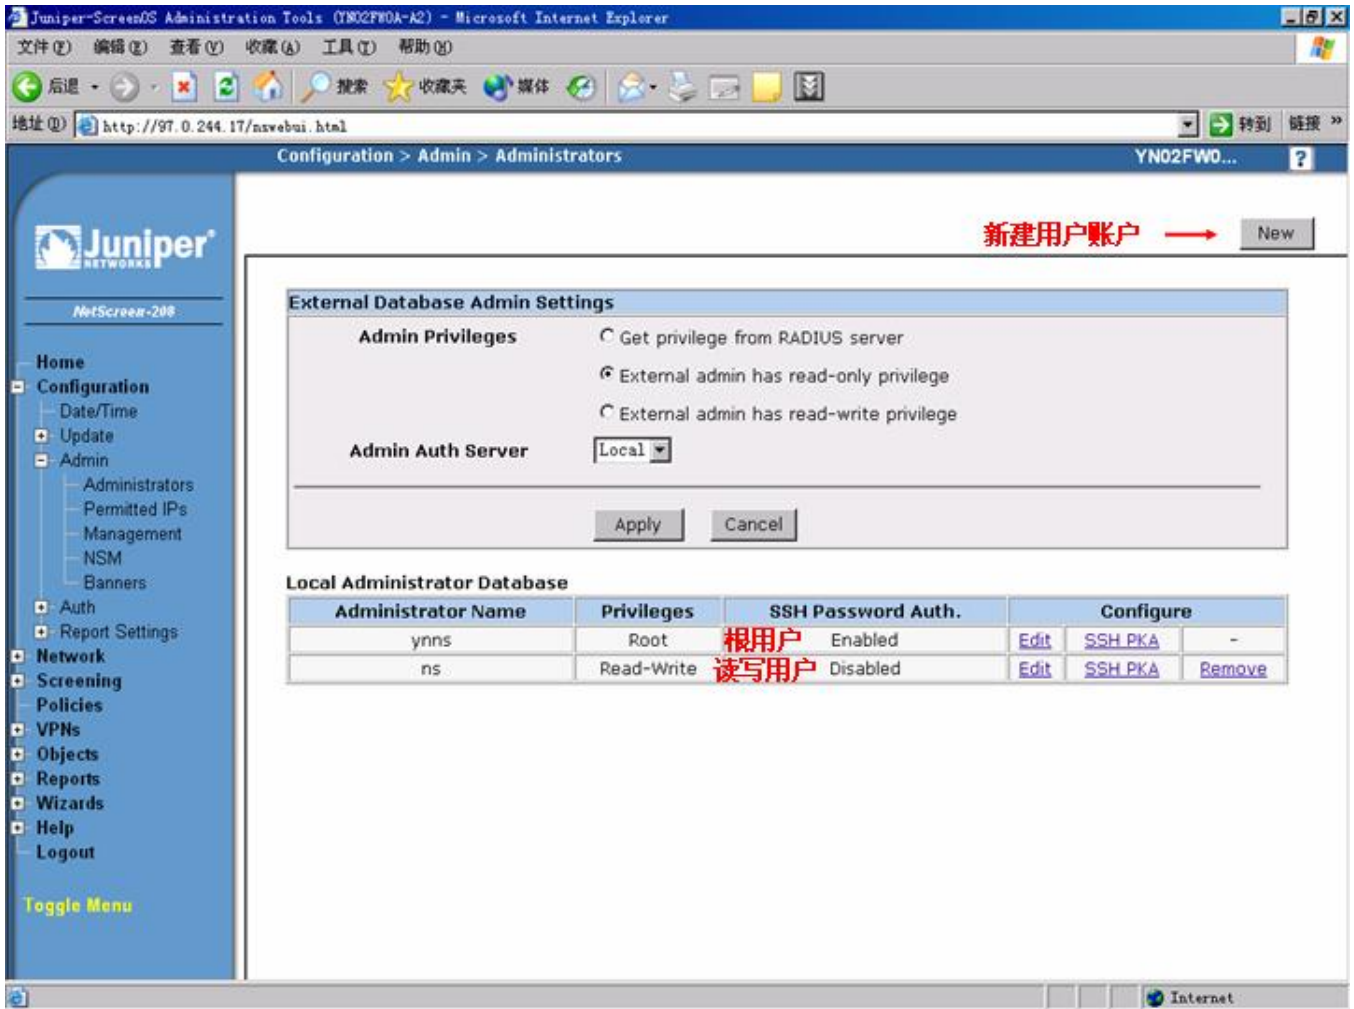 Juniper-ScreenOS Administration Tools (YN02FW0A-A2) - Microsoft Internet Explorer
文件(F) 编辑(E) 查看(V) 收藏(A) 工具(T) 帮助(H)
后退 搜索 收藏夹 媒体
地址(D) http://97.0.244.17/nswebui.html 转到 链接 »
Configuration > Admin > Administrators YN02FW0... ?
新建用户账户 New
Juniper
NETWORKS
NetScreen-208
Home
Configuration
Date/Time
Update
Admin
Administrators
Permitted IPs
Management
NSM
Banners
Auth
Report Settings
Network
Screening
Policies
VPNs
Objects
Reports
Wizards
Help
Logout
Toggle Menu
External Database Admin Settings
Admin Privileges Get privilege from RADIUS server
External admin has read-only privilege
External admin has read-write privilege
Admin Auth Server Local
Apply Cancel
Local Administrator Database
Administrator Name Privileges SSH Password Auth. Configure
ynns Root 根用户 Enabled Edit SSH PKA -
ns Read-Write 读写用户 Disabled Edit SSH PKA Remove
Internet